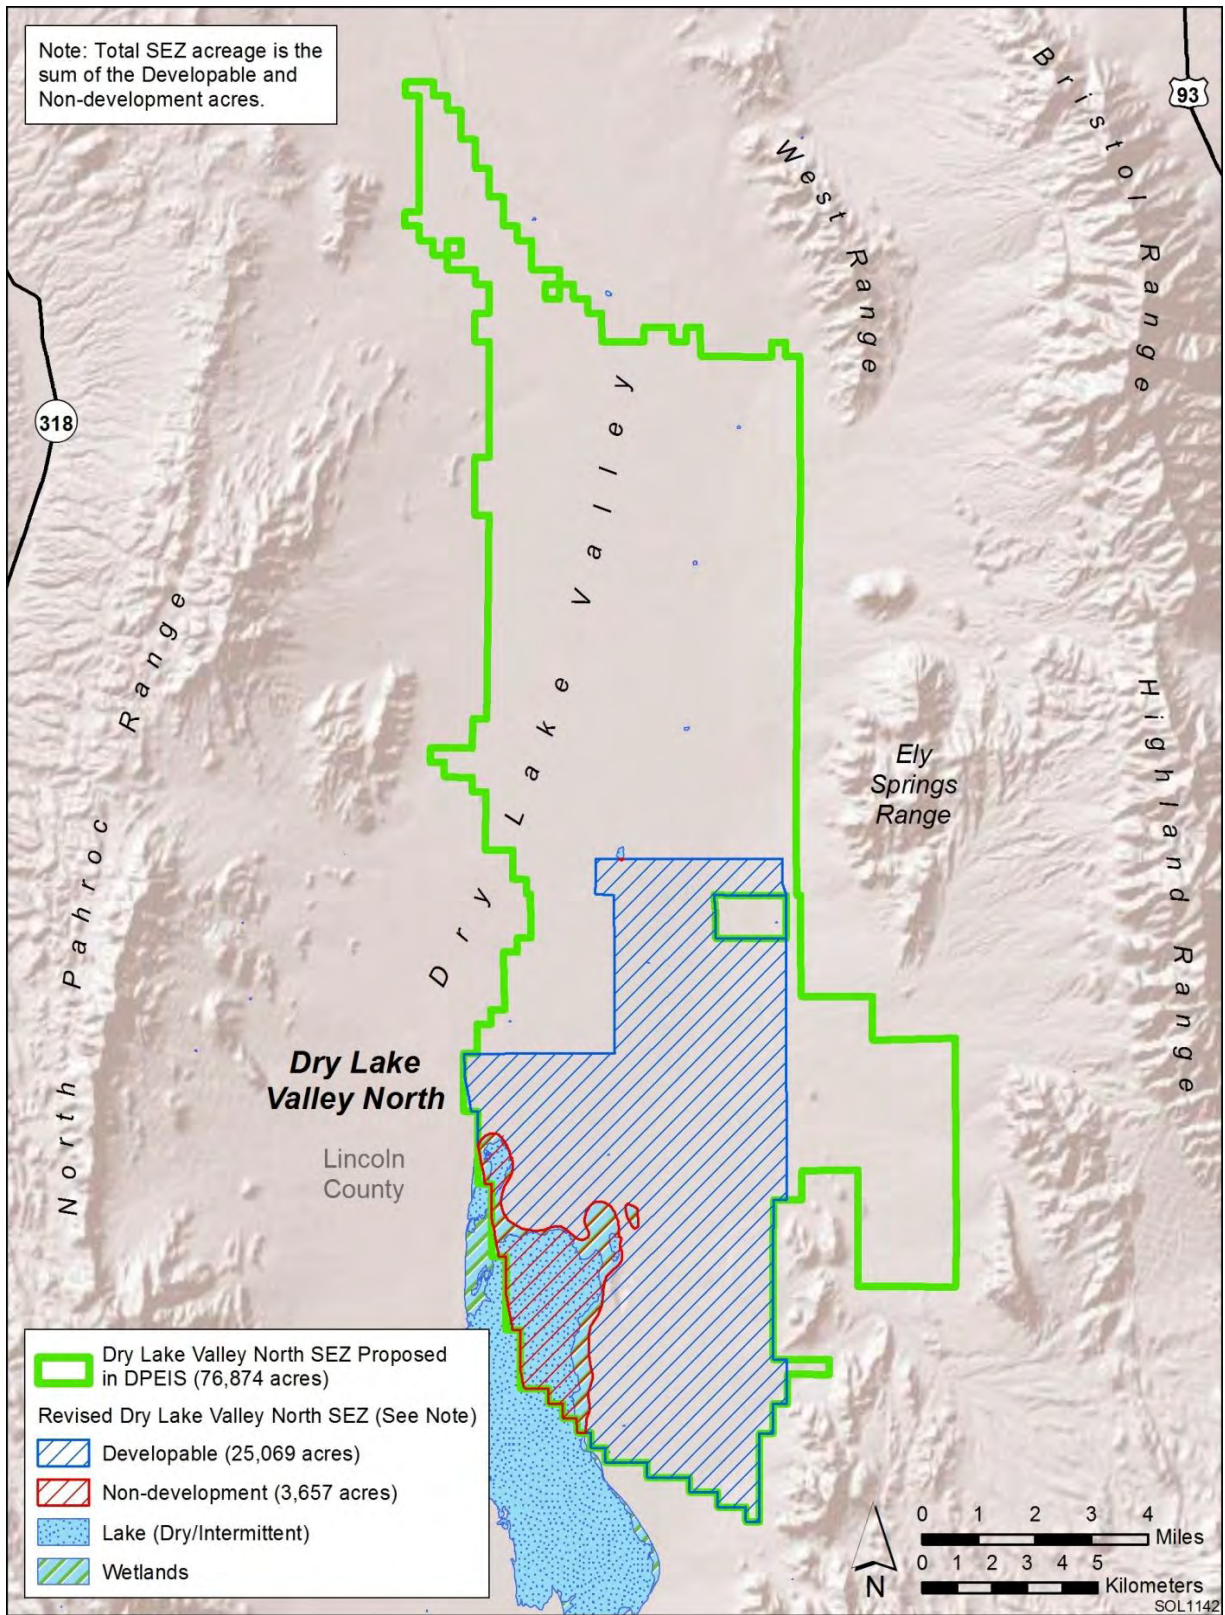 Note: Total SEZ acreage is the
sum of the Developable and
Non-development acres.
93
Bristol Range
West Range
318
Dry Lake Valley
North Pahroc Range
Ely
Springs
Range
Highland Range
Dry Lake
Valley North
Lincoln
County
Dry Lake Valley North SEZ Proposed
in DPEIS (76,874 acres)
Revised Dry Lake Valley North SEZ (See Note)
Developable (25,069 acres)
Non-development (3,657 acres)
Lake (Dry/Intermittent)
Wetlands
N
0 1 2 3 4
Miles
0 1 2 3 4 5
Kilometers
SOL1142